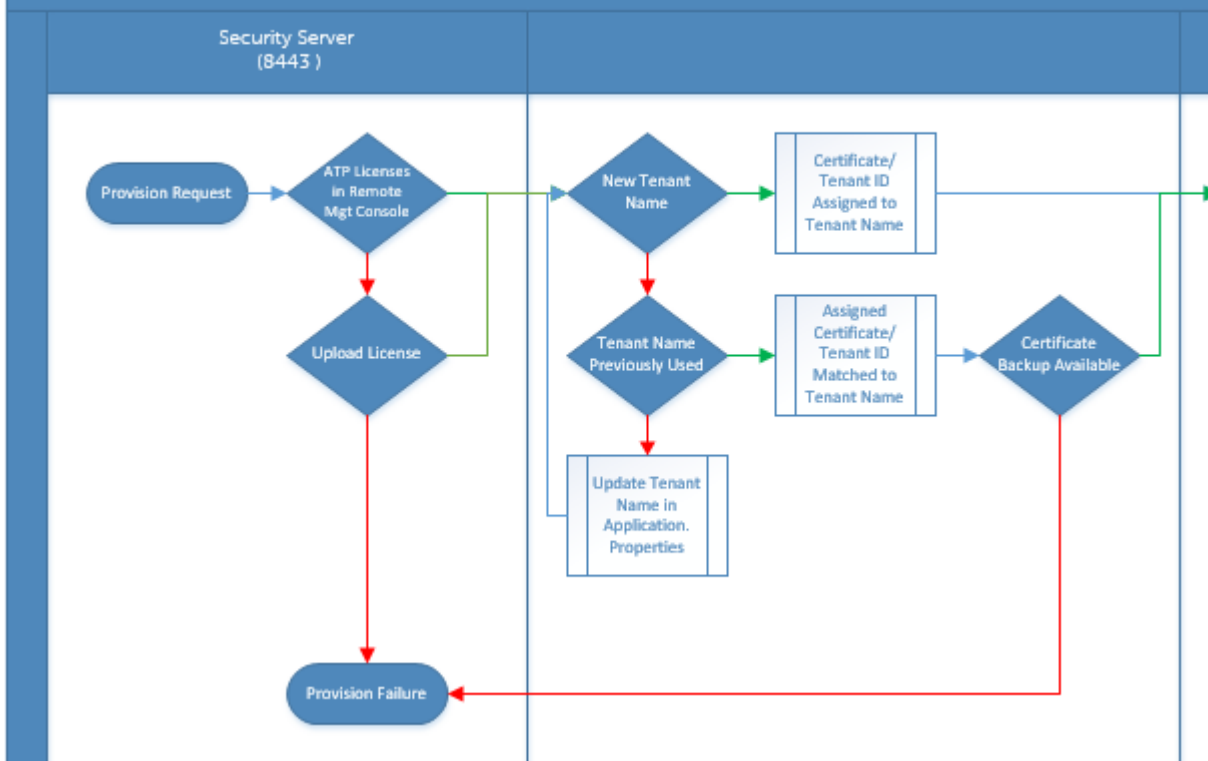 Security Server
(8443 )
Provision Request
ATP Licenses
in Remote
Mgt Console
New Tenant
Name
Certificate/
Tenant ID
Assigned to
Tenant Name
Upload License
Tenant Name
Previously Used
Assigned
Certificate/
Tenant ID
Matched to
Tenant Name
Certificate
Backup Available
Update Tenant
Name in
Application.
Properties
Provision Failure